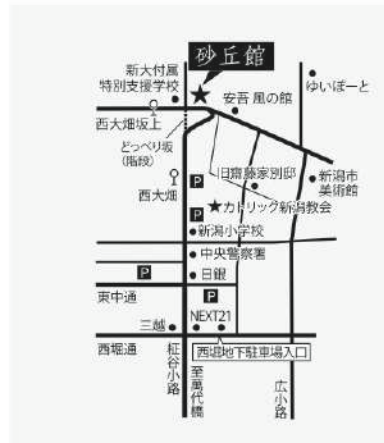 砂丘館
新大付属
特別支援学校
ゆいぽーと
安吾 風の館
西大畑坂上
どっぺり坂
(階段)
旧齋藤家別邸
新潟市
美術館
西大畑
P
★カトリック新潟教会
P
新潟小学校
中央警察署
P
日銀
東中通
P
三越
NEXT21
西堀通
西堀地下駐車場入口
柾谷小路
至萬代橋
広小路